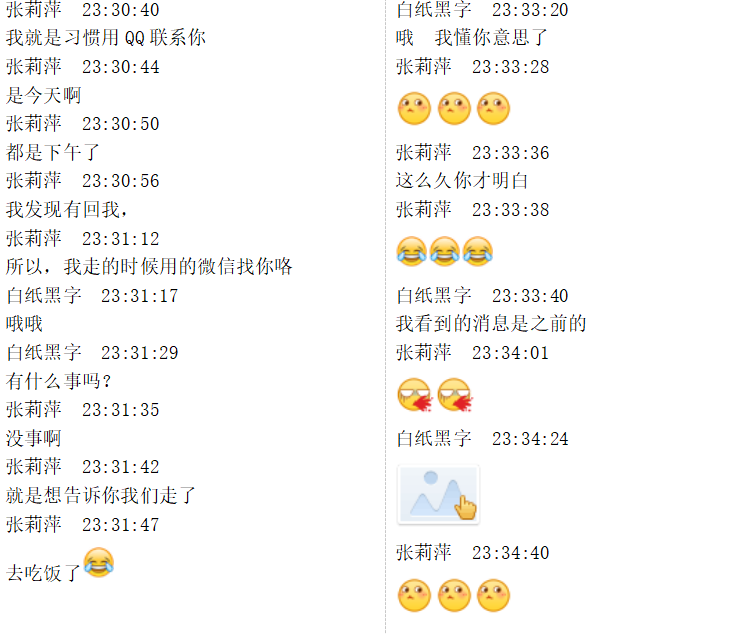 张莉萍 23:30:40
我就是习惯用QQ联系你
张莉萍 23:30:44
是今天啊
张莉萍 23:30:50
都是下午了
张莉萍 23:30:56
我发现有回我，
张莉萍 23:31:12
所以，我走的时候用的微信找你咯
白纸黑字 23:31:17
哦哦
白纸黑字 23:31:29
有什么事吗？
张莉萍 23:31:35
没事啊
张莉萍 23:31:42
就是想告诉你我们走了
张莉萍 23:31:47
去吃饭了
白纸黑字 23:33:20
哦 我懂你意思了
张莉萍 23:33:28
张莉萍 23:33:36
这么久你才明白
张莉萍 23:33:38
白纸黑字 23:33:40
我看到的消息是之前的
张莉萍 23:34:01
白纸黑字 23:34:24
张莉萍 23:34:40